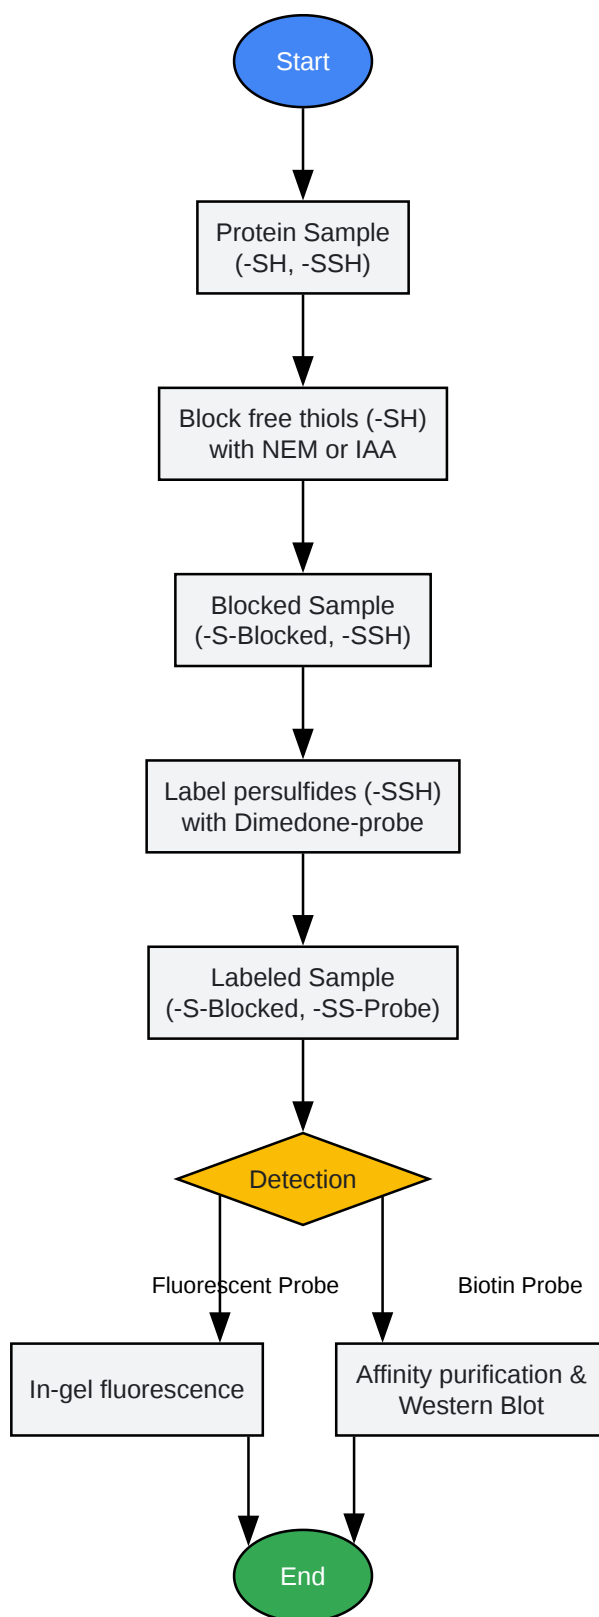 Start
Protein Sample
(-SH, -SSH)
Block free thiols (-SH)
with NEM or IAA
Blocked Sample
(-S-Blocked, -SSH)
Label persulfides (-SSH)
with Dimedone-probe
Labeled Sample
(-S-Blocked, -SS-Probe)
Detection
Fluorescent Probe
Biotin Probe
In-gel fluorescence
Affinity purification &
Western Blot
End